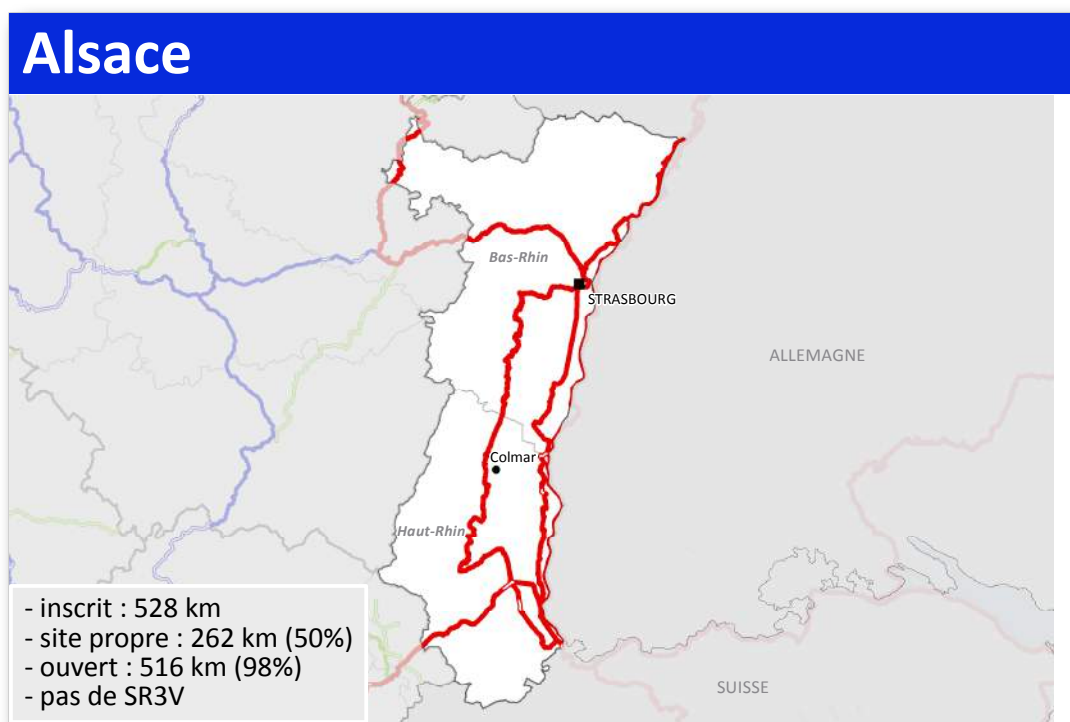 Alsace
Bas-Rhin
STRASBOURG
ALLEMAGNE
Colmar
Haut-Rhin
- inscrit : 528 km
- site propre : 262 km (50%)
- ouvert : 516 km (98%)
- pas de SR3V
SUISSE